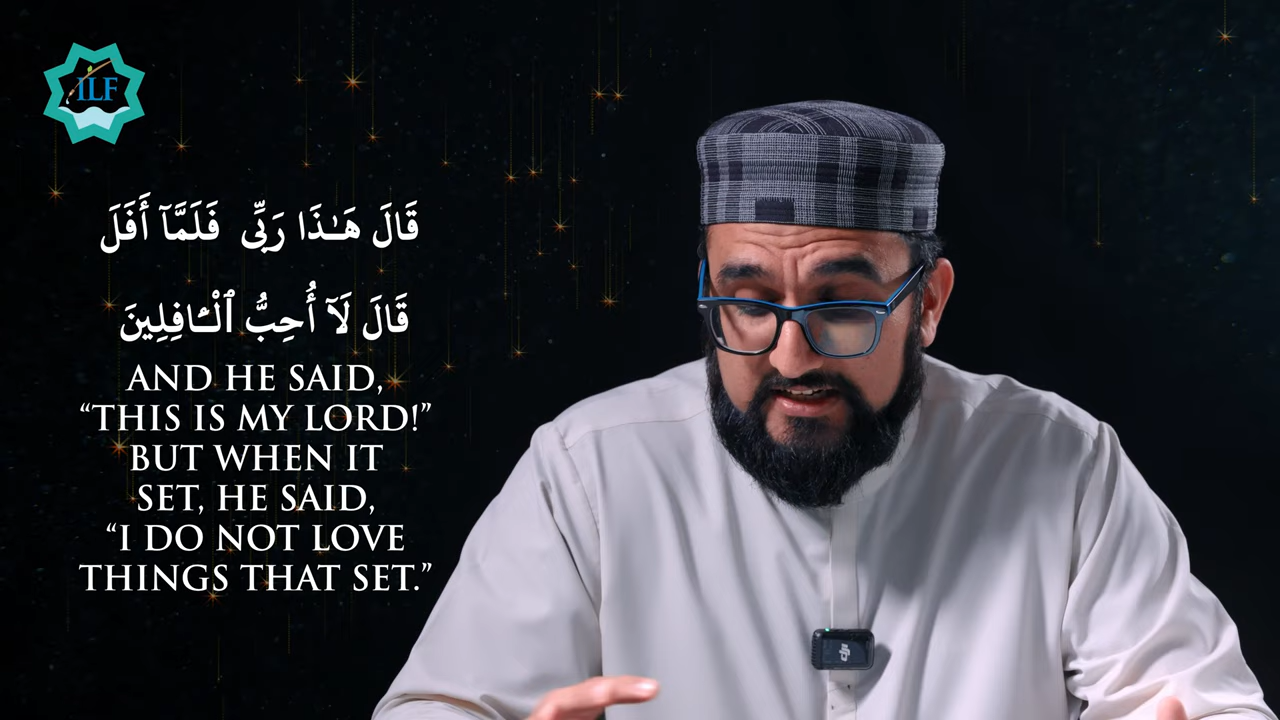 ILF
قَالَ هَـٰذَا رَبِّى فَلَمَّآ أَفَلَ
قَالَ لَآ أُحِبُّ ٱلْـَٔافِلِينَ
AND HE SAID,
“THIS IS MY LORD!”
BUT WHEN IT
SET, HE SAID,
“I DO NOT LOVE
THINGS THAT SET.”
dji